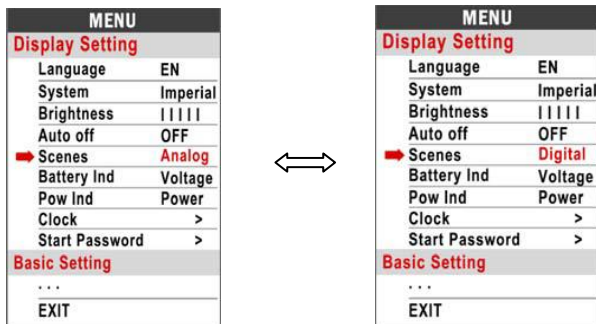 MENU
Display Setting
Language EN
System Imperial
Brightness | | | | |
Auto off OFF
Scenes Analog
Battery Ind Voltage
Pow Ind Power
Clock >
Start Password >
Basic Setting
...
EXIT
MENU
Display Setting
Language EN
System Imperial
Brightness | | | | |
Auto off OFF
Scenes Digital
Battery Ind Voltage
Pow Ind Power
Clock >
Start Password >
Basic Setting
...
EXIT